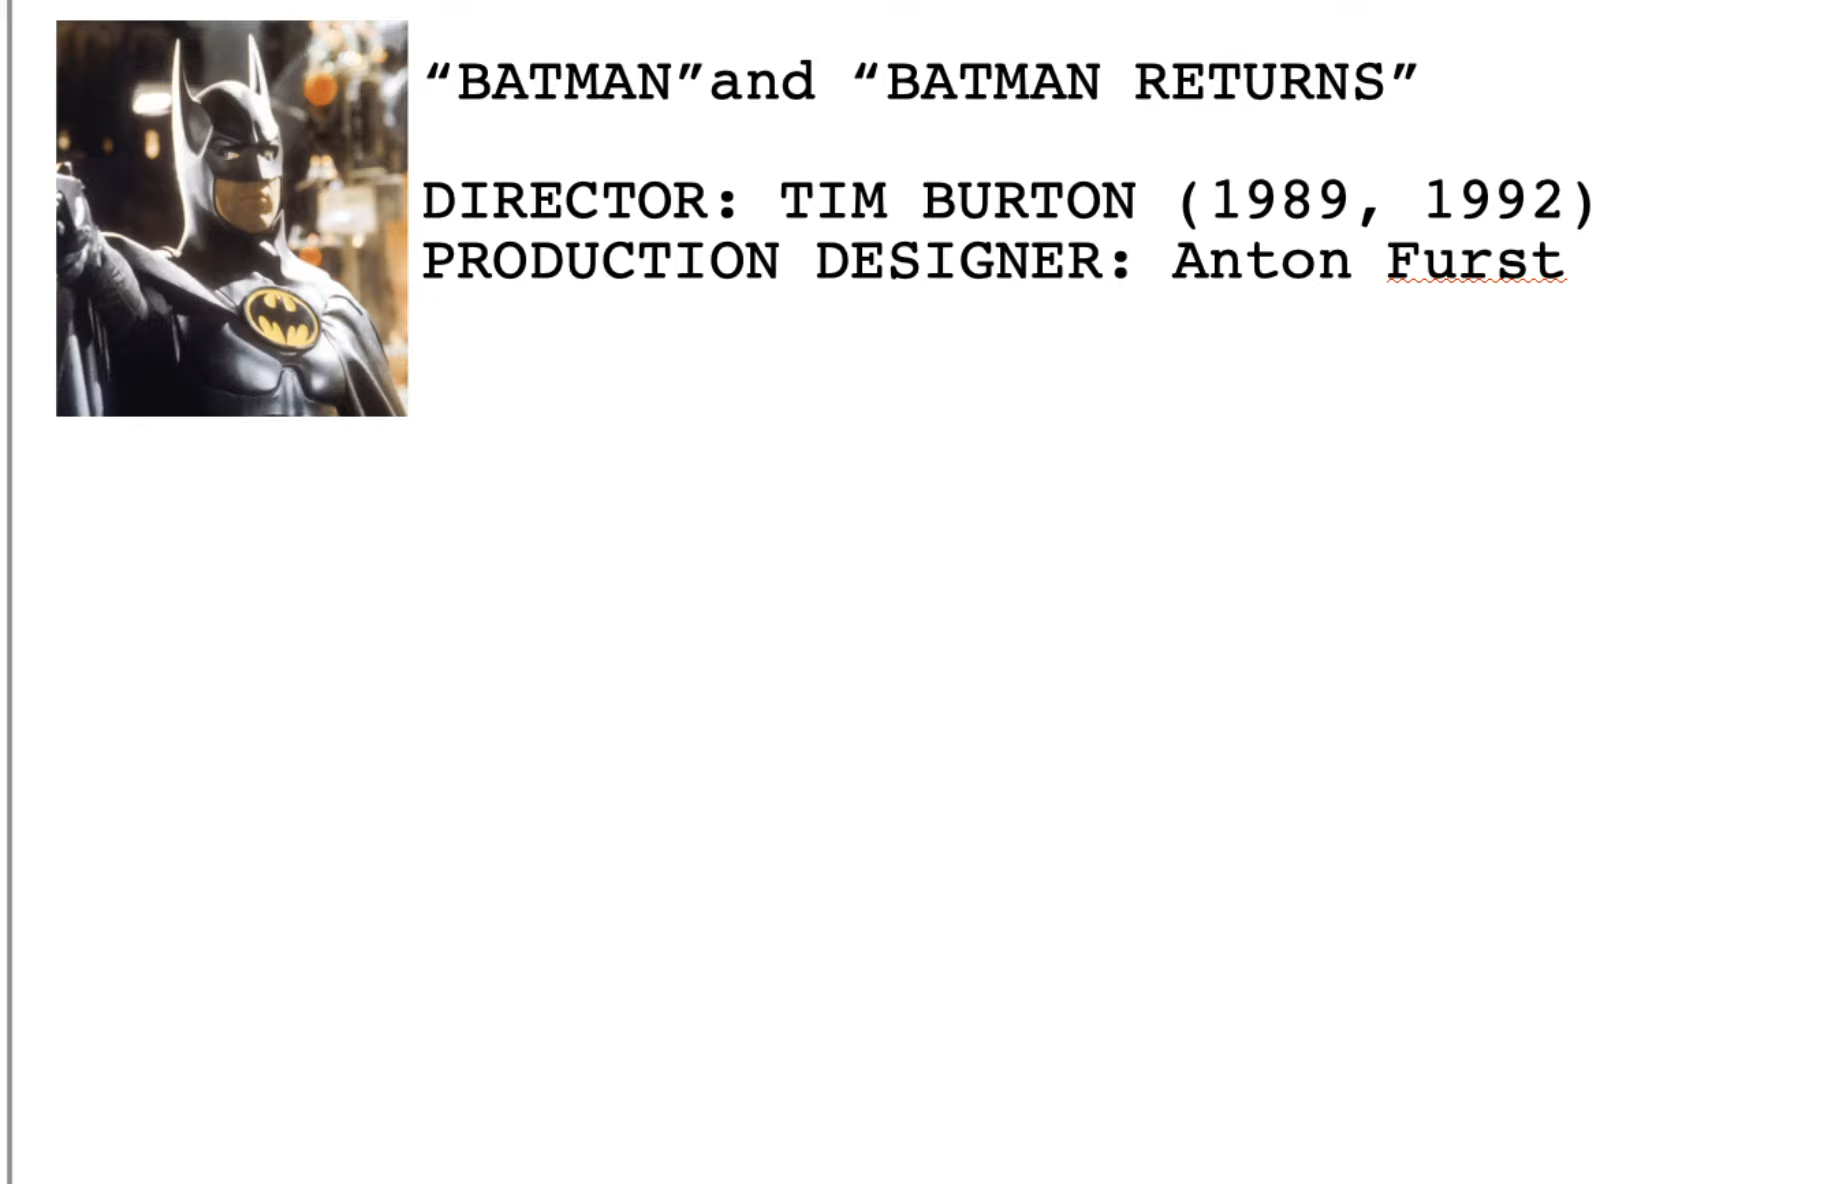 “BATMAN”and “BATMAN RETURNS”
DIRECTOR: TIM BURTON (1989, 1992)
PRODUCTION DESIGNER: Anton Furst